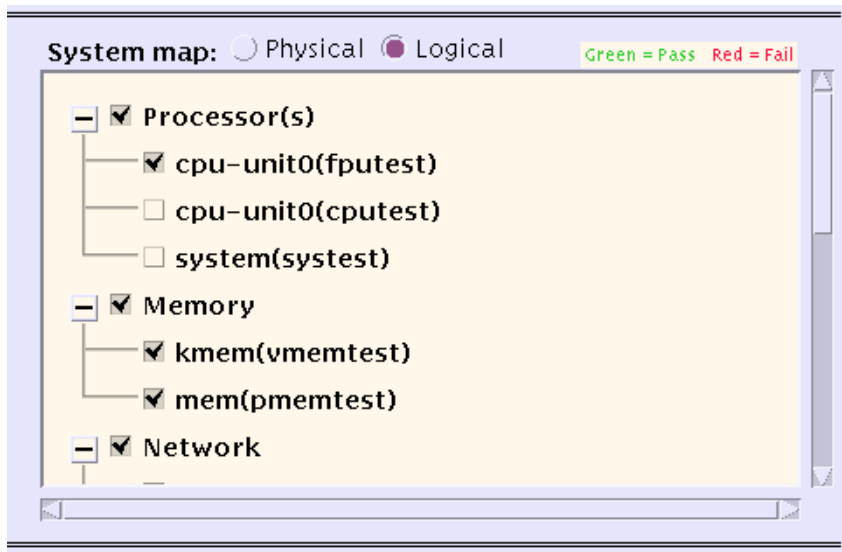 System map: Physical Logical
Green = Pass Red = Fail
Processor(s)
cpu-unit0(fputest)
cpu-unit0(cputest)
system(systest)
Memory
kmem(vmemtest)
mem(pmemtest)
Network